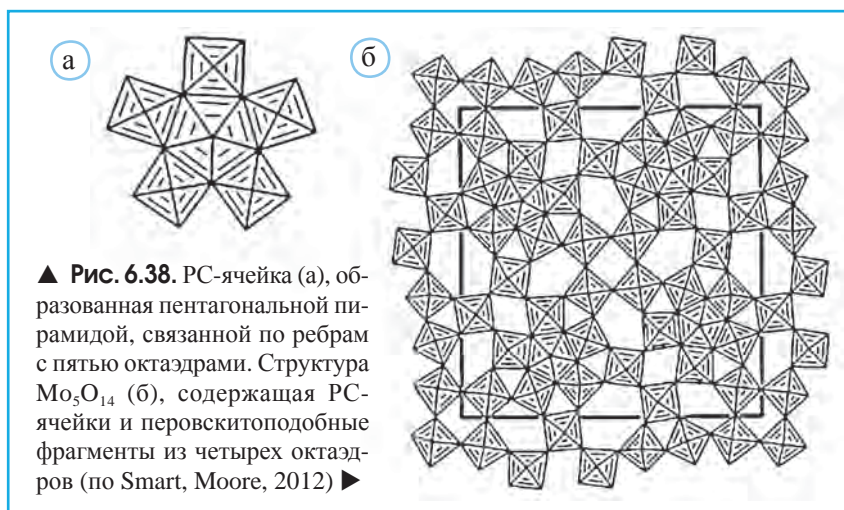 а
б
▲ Рис. 6.38. РС-ячейка (а), об-
разованная пентагональной пи-
рамидой, связанной по ребрам
с пятью октаэдрами. Структура
Mo₅O₁₄ (б), содержащая РС-
ячейки и перовскитоподобные
фрагменты из четырех октаэд-
ров (по Smart, Moore, 2012) ▶